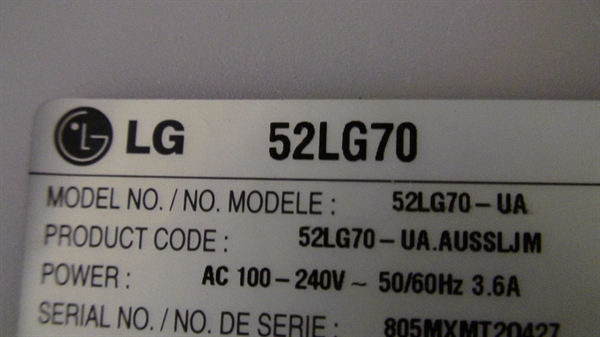 LG 52LG70
MODEL NO. / NO. MODELE : 52LG70-UA
PRODUCT CODE : 52LG70-UA.AUSSLJM
POWER : AC 100-240V ~ 50/60Hz 3.6A
SERIAL NO. / NO. DE SERIE : 805MXMT2Q427